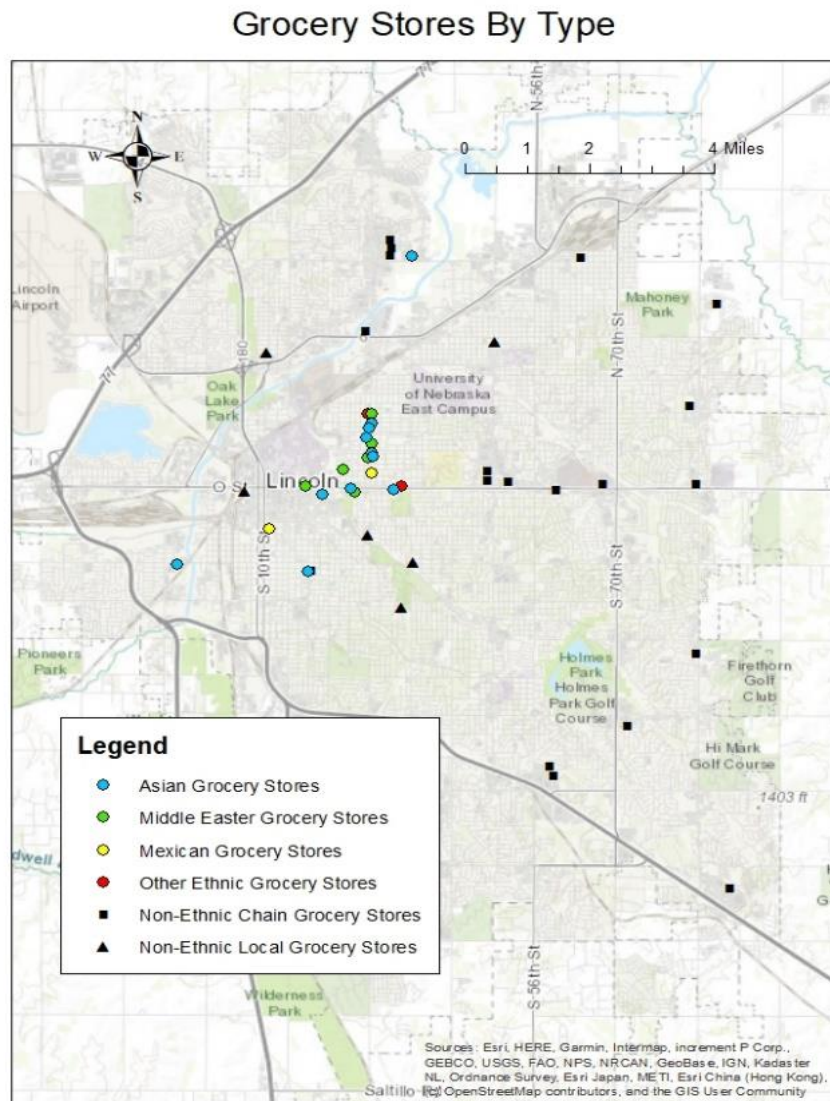 Grocery Stores By Type
N
W E
S
0 1 2 4 Miles
N-56th St
77
Lincoln
Airport
Mahoney
Park
N-70th St
180
77
Oak
Lake
Park
University
of Nebraska
East Campus
O St
Lincoln
S-10th St
S-70th St
Pioneers
Park
Holmes
Park
Holmes
Park Golf
Course
Firethorn
Golf
Club
Hi Mark
Golf Course
1403 ft
Legend
Asian Grocery Stores
Middle Easter Grocery Stores
Mexican Grocery Stores
Other Ethnic Grocery Stores
Non-Ethnic Chain Grocery Stores
Non-Ethnic Local Grocery Stores
S-56th St
Wilderness
Park
Sources: Esri, HERE, Garmin, Intermap, increment P Corp.,
GEBCO, USGS, FAO, NPS, NRCAN, GeoBase, IGN, Kadaster
NL, Ordnance Survey, Esri Japan, METI, Esri China (Hong Kong),
(c) OpenStreetMap contributors, and the GIS User Community